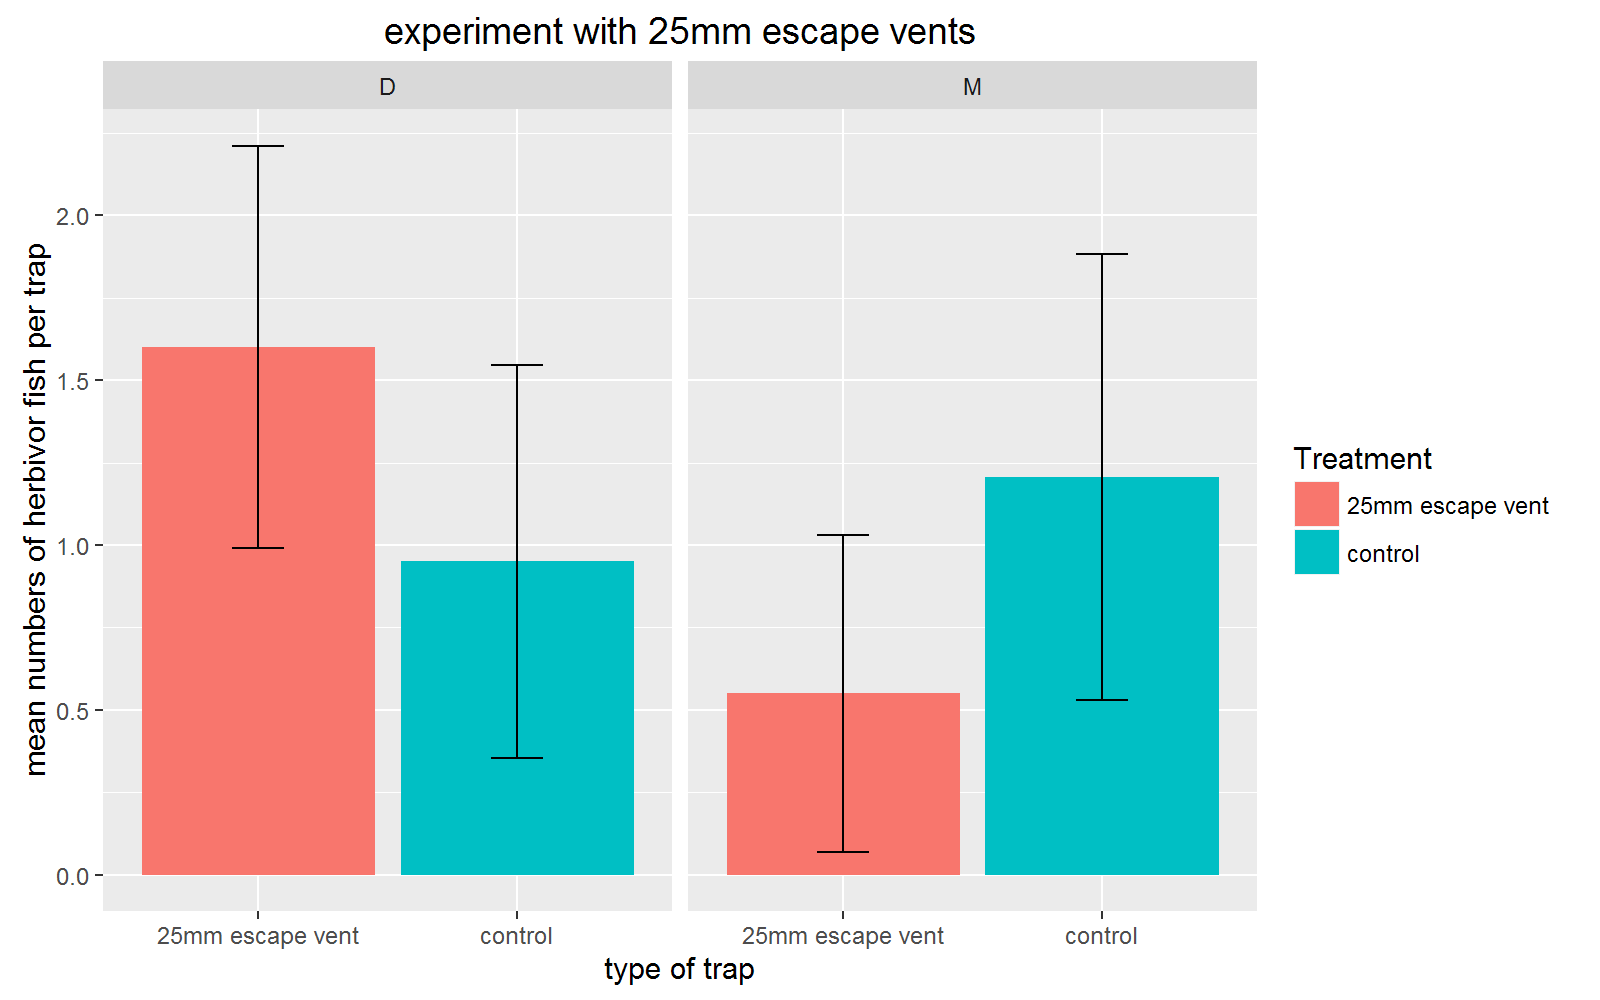 experiment with 25mm escape vents
D
M
mean numbers of herbivor fish per trap
2.0
1.5
1.0
0.5
0.0
25mm escape vent
control
25mm escape vent
control
type of trap
Treatment
25mm escape vent
control